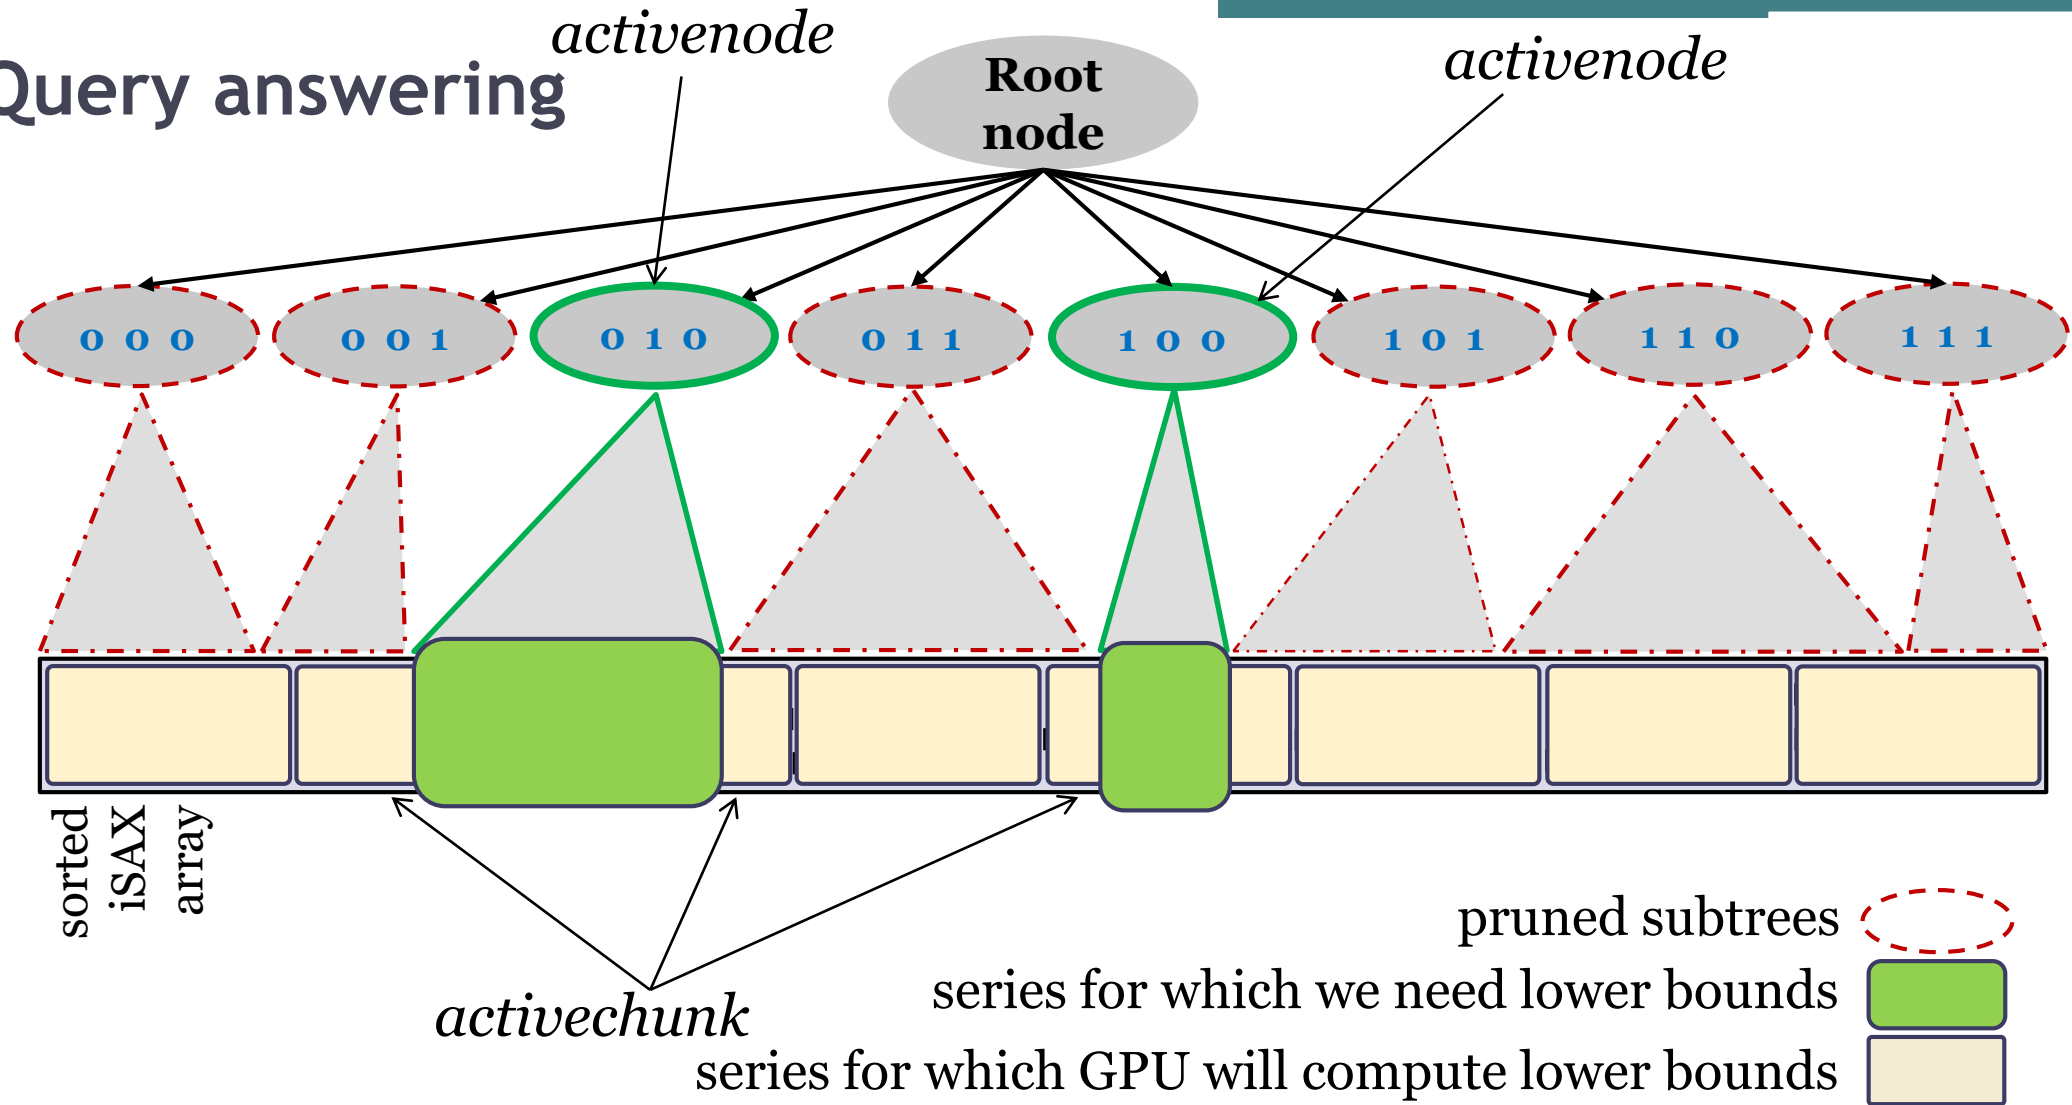 Query answering
activenode
activenode
Root
node
0 0 0
0 0 1
0 1 0
0 1 1
1 0 0
1 0 1
1 1 0
1 1 1
sorted
iSAX
array
activechunk
pruned subtrees
series for which we need lower bounds
series for which GPU will compute lower bounds